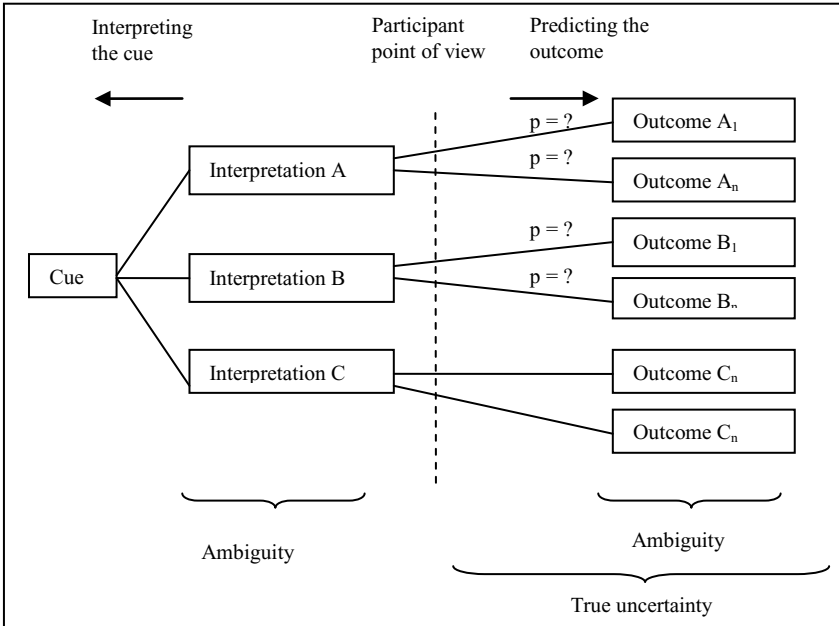 Interpreting
the cue
Participant
point of view
Predicting the
outcome
p = ?
Outcome A₁
p = ?
Interpretation A
Outcome Aₙ
p = ?
Outcome B₁
Cue
Interpretation B
p = ?
Outcome Bₙ
Interpretation C
Outcome Cₙ
Outcome Cₙ
Ambiguity
Ambiguity
True uncertainty